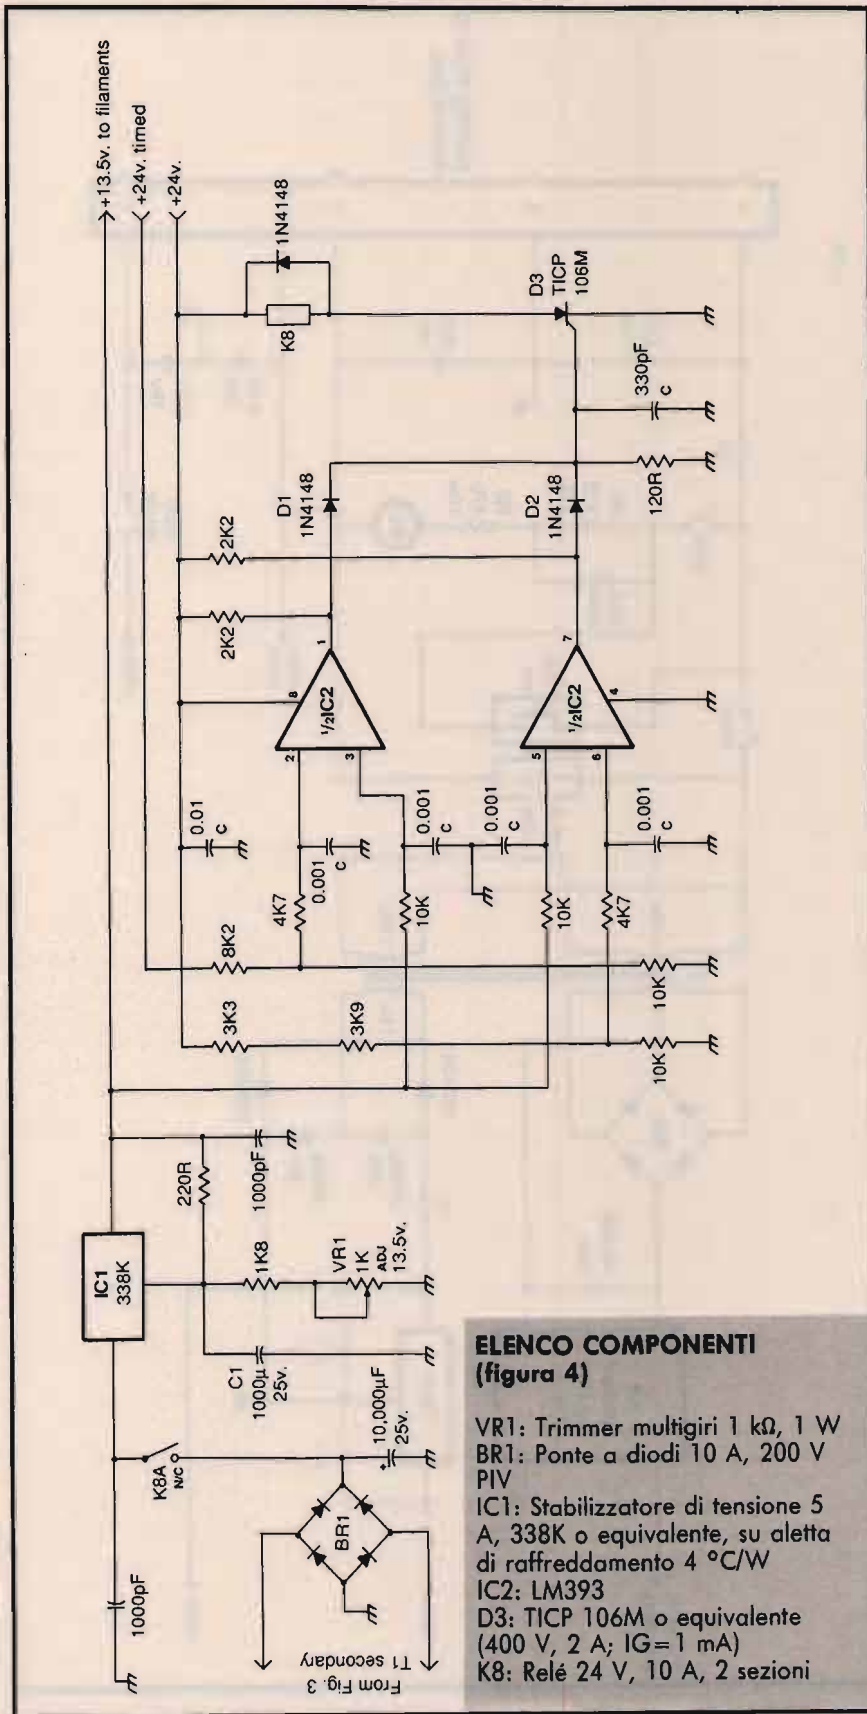 +13.5v. to filaments
+24v. timed
+24v.
1N4148
K8
D3
TICP
106M
330pF
C
120R
D1
1N4148
D2
1N4148
2K2
2K2
1
8
½IC2
2
3
7
½IC2
4
5
6
0.01
C
0.001
C
0.001
C
0.001
C
0.001
C
4K7
10K
10K
4K7
8K2
10K
3K3
3K9
10K
220R
1000pF
IC1
338K
1K8
VR1
1K
ADJ
13.5v.
C1
1000µ
25v.
K8A
N/C
10,000µF
25v.
+
BR1
1000pF
From Fig. 3
T1 secondary
ELENCO COMPONENTI
(figura 4)
VR1: Trimmer multigiri 1 kΩ, 1 W
BR1: Ponte a diodi 10 A, 200 V
PIV
IC1: Stabilizzatore di tensione 5
A, 338K o equivalente, su aletta
di raffreddamento 4 °C/W
IC2: LM393
D3: TICP 106M o equivalente
(400 V, 2 A; IG=1 mA)
K8: Relé 24 V, 10 A, 2 sezioni